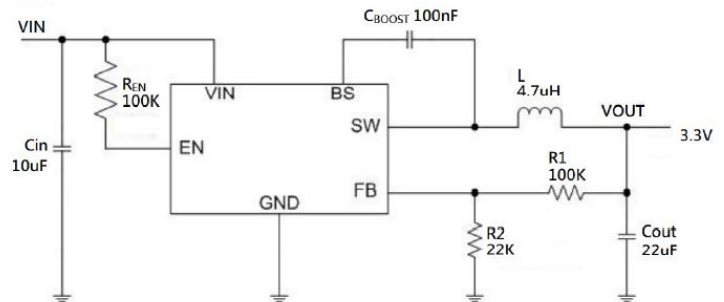 VIN
CBOOST 100nF
REN
100K
VIN
BS
L
4.7uH
VOUT
SW
3.3V
Cin
10uF
EN
R1
100K
FB
GND
R2
22K
Cout
22uF